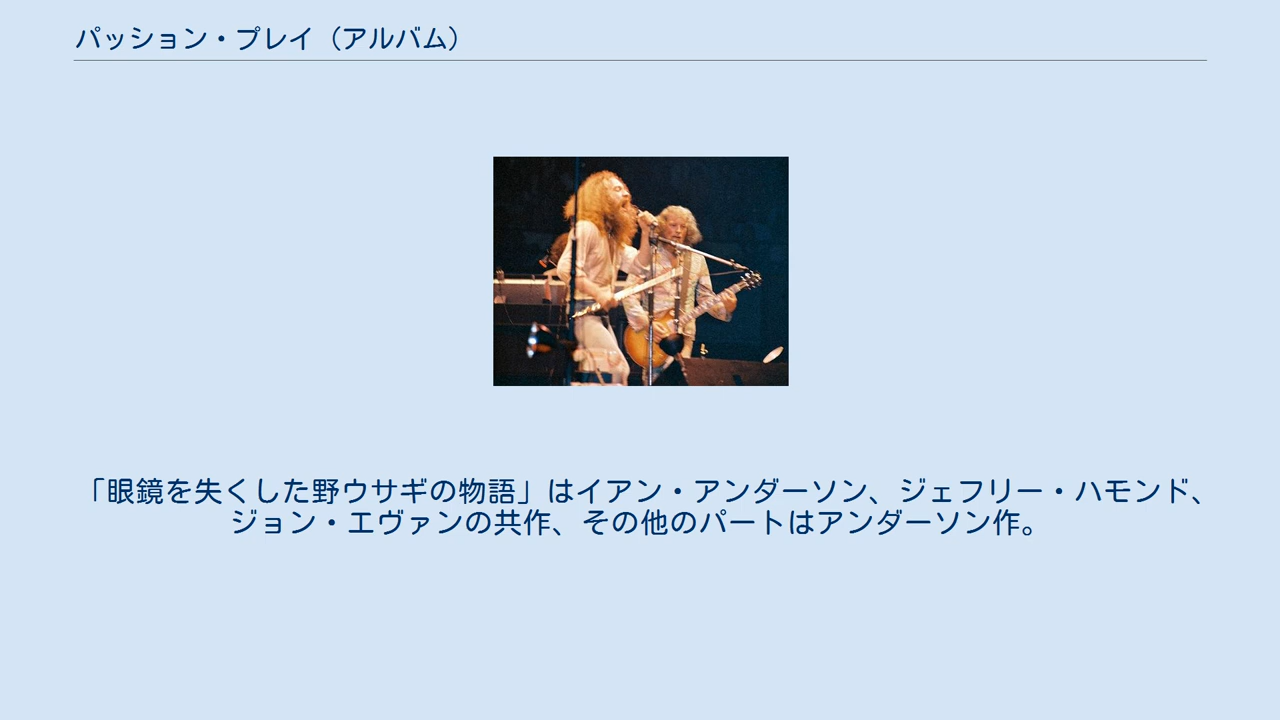 パッション・プレイ（アルバム）
「眼鏡を失くした野ウサギの物語」はイアン・アンダーソン、ジェフリー・ハモンド、
ジョン・エヴァンの共作、その他のパートはアンダーソン作。